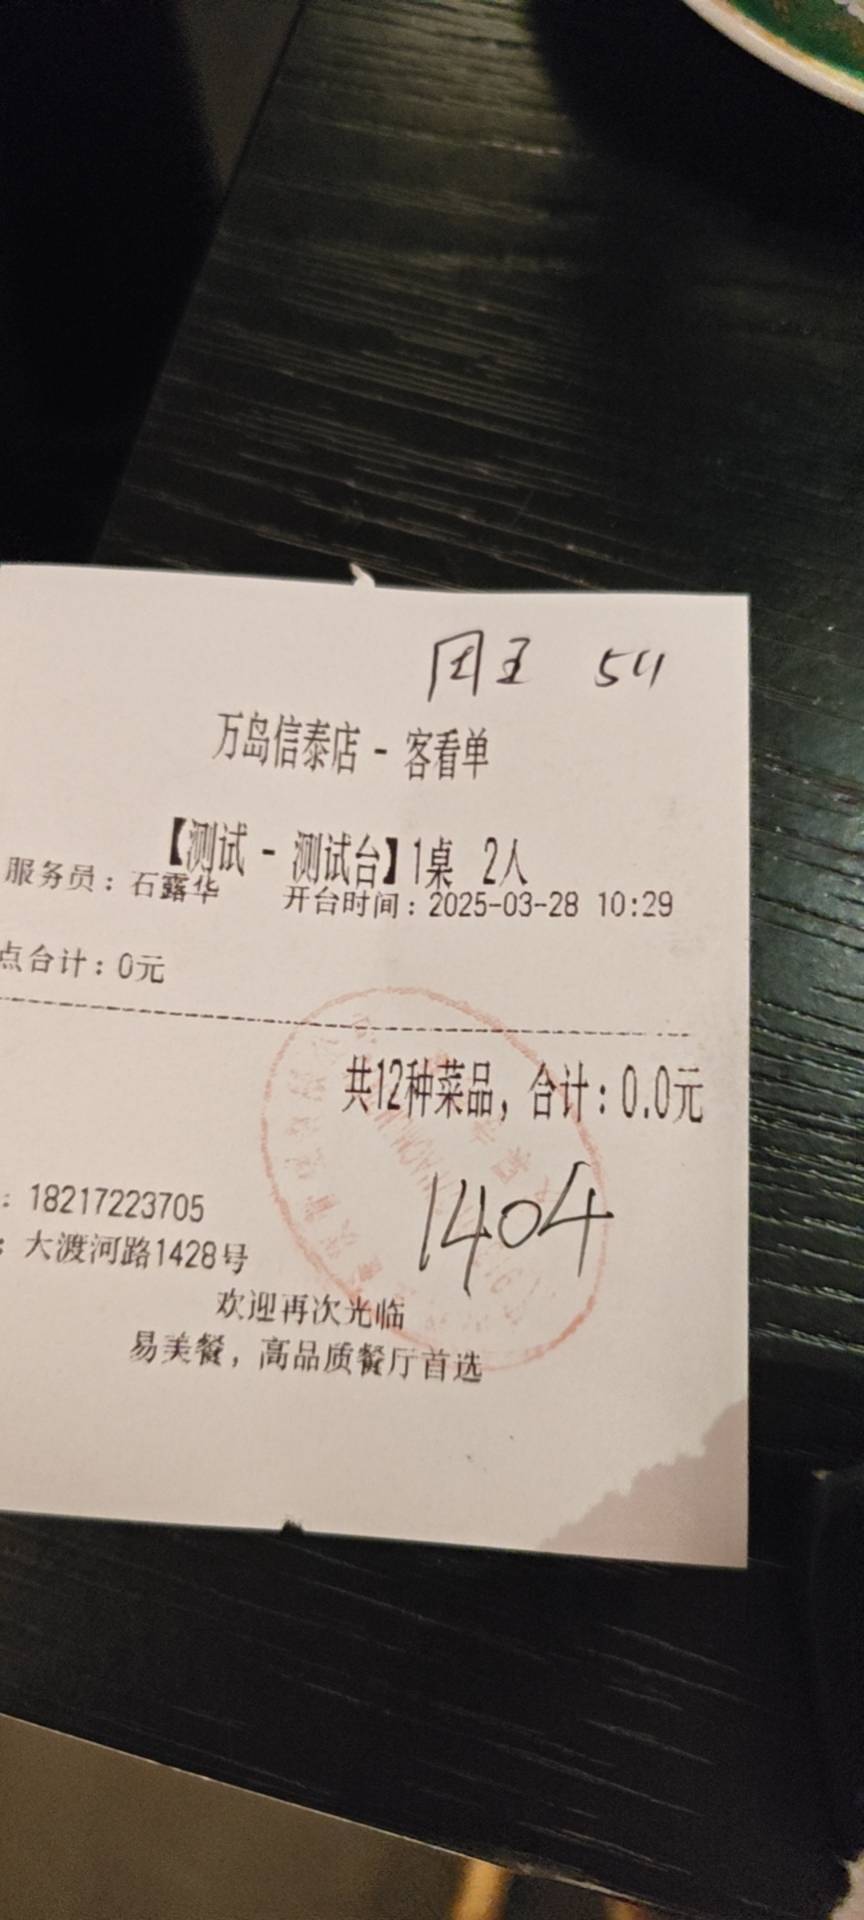 54
万岛信泰店 - 客看单
【测试 - 测试台】1桌 2人
服务员：石露华 开台时间：2025-03-28 10:29
点合计：0元
共12种菜品，合计：0.0元
1404
：18217223705
：大渡河路1428号
欢迎再次光临
易美餐，高品质餐厅首选